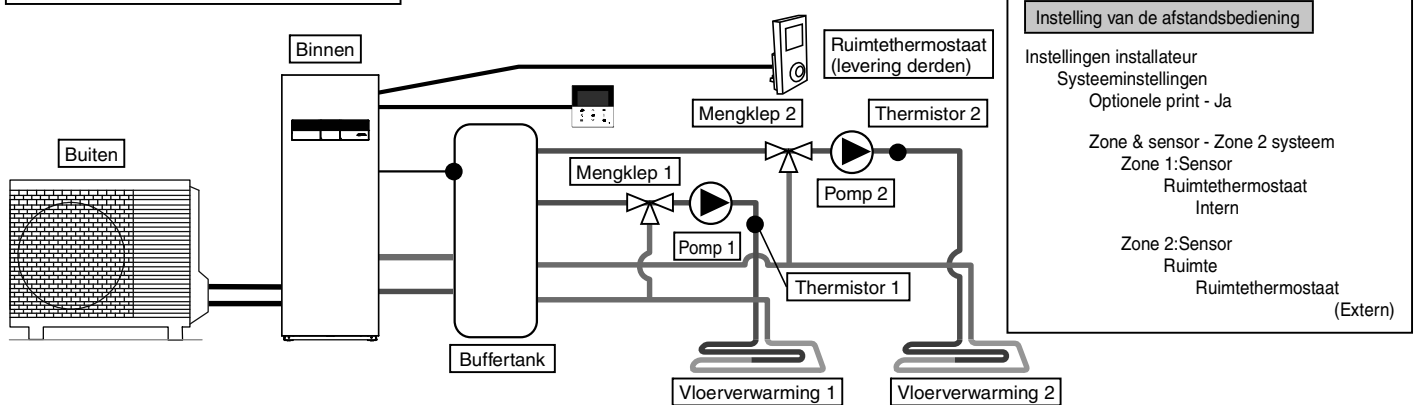 Binnen
Ruimtethermostaat
(levering derden)
Mengklep 2
Thermistor 2
Buiten
Mengklep 1
Pomp 2
Pomp 1
Thermistor 1
Buffertank
Vloerverwarming 1
Vloerverwarming 2
Instelling van de afstandsbediening
Instellingen installateur
Systeeminstellingen
Optionele print - Ja
Zone & sensor - Zone 2 systeem
Zone 1:Sensor
Ruimtethermostaat
Intern
Zone 2:Sensor
Ruimte
Ruimtethermostaat
(Extern)